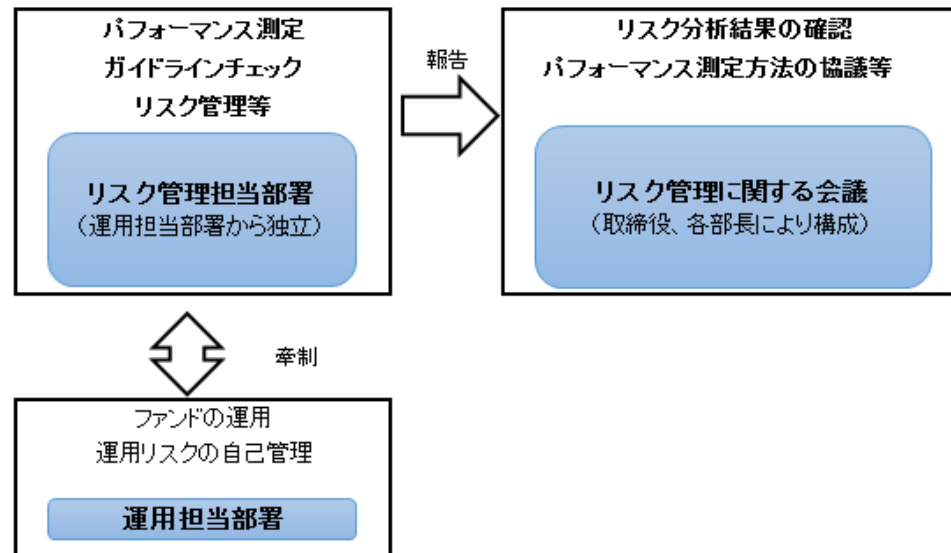 パフォーマンス測定
ガイドラインチェック
リスク管理等
リスク管理担当部署
(運用担当部署から独立)
報告
リスク分析結果の確認
パフォーマンス測定方法の協議等
リスク管理に関する会議
(取締役、各部長により構成)
牽制
ファンドの運用
運用リスクの自己管理
運用担当部署